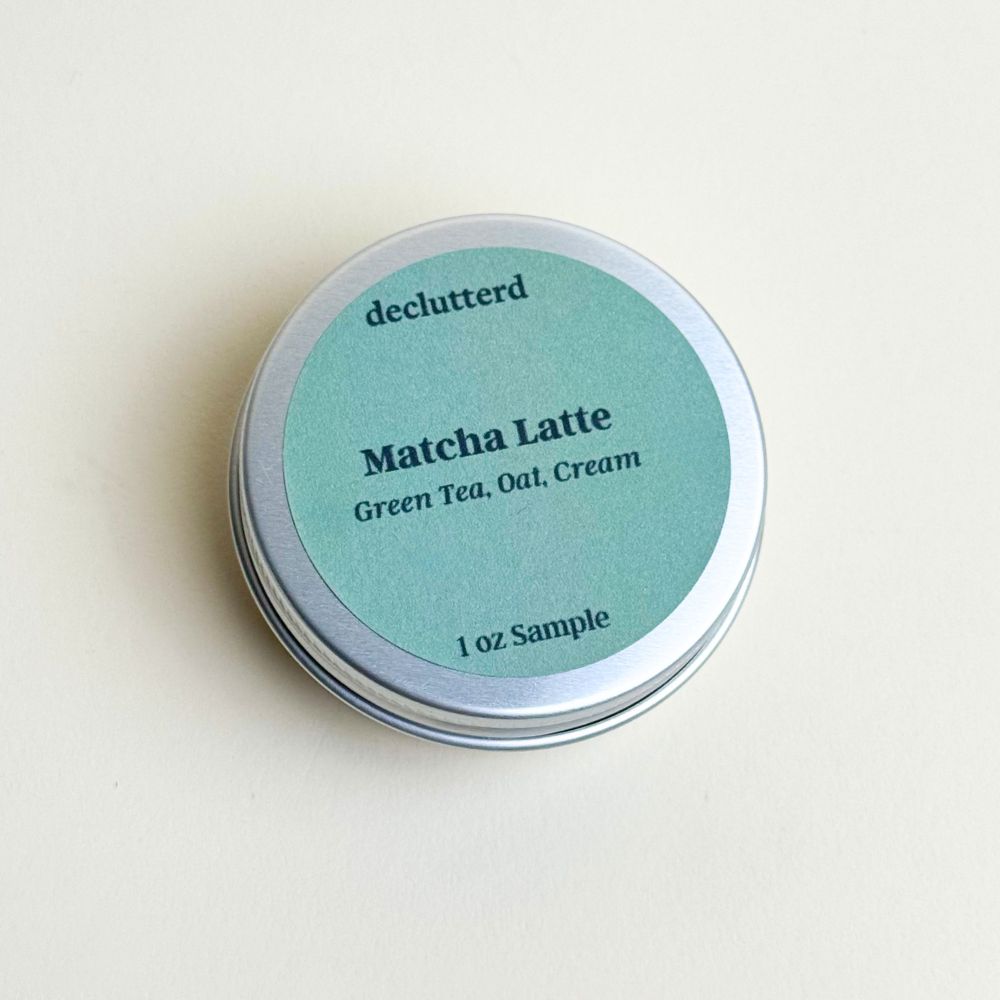 declutterd
Matcha Latte
Green Tea, Oat, Cream
1 oz Sample